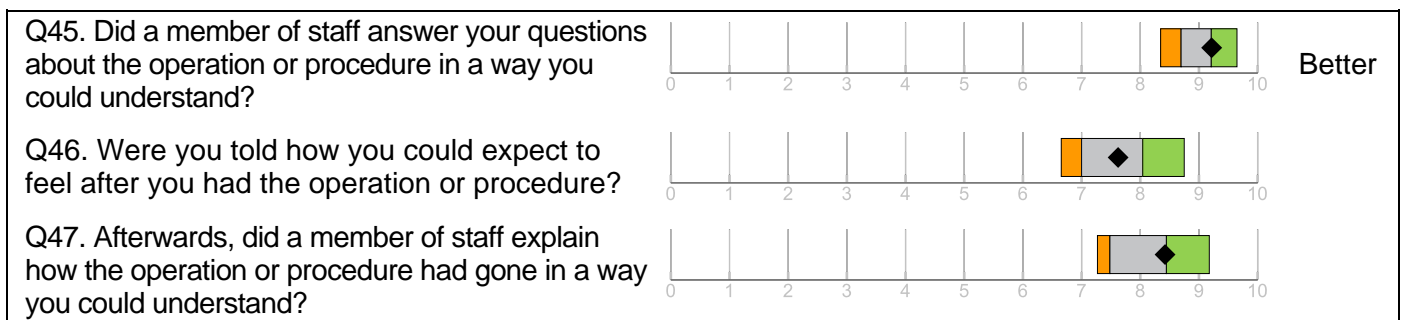 Q45. Did a member of staff answer your questions
about the operation or procedure in a way you
could understand?
0 1 2 3 4 5 6 7 8 9 10
Better
Q46. Were you told how you could expect to
feel after you had the operation or procedure?
0 1 2 3 4 5 6 7 8 9 10
Q47. Afterwards, did a member of staff explain
how the operation or procedure had gone in a way
you could understand?
0 1 2 3 4 5 6 7 8 9 10